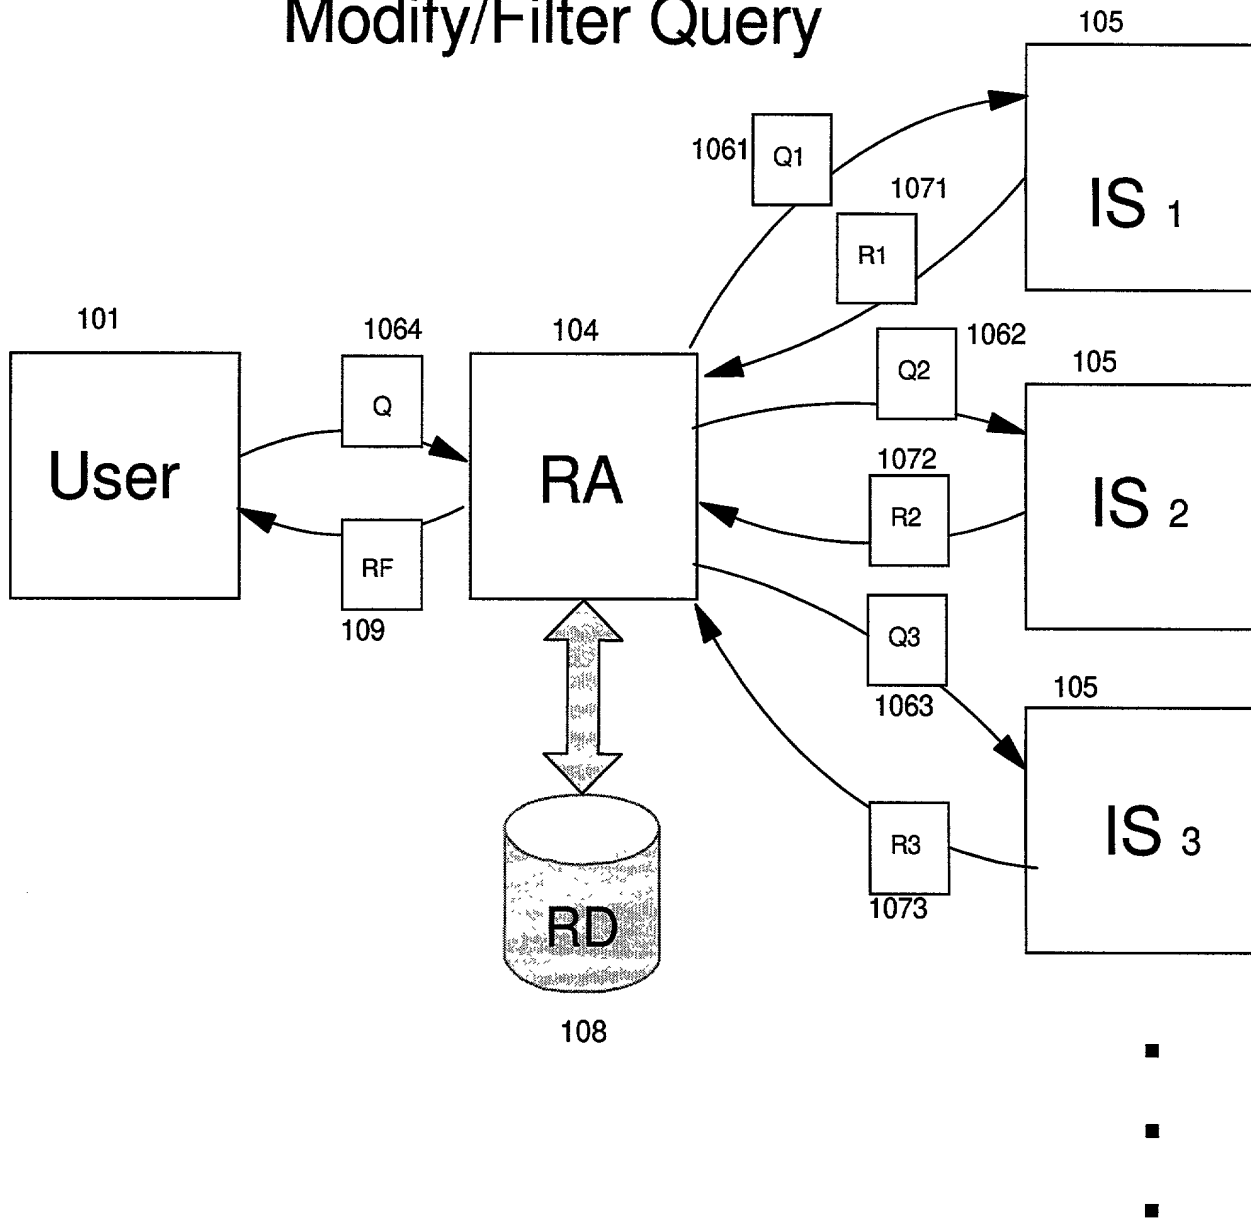 Modify/Filter Query
105
1061
Q1
1071
IS 1
R1
101
1064
104
1062
105
Q2
Q
User
RA
1072
IS 2
R2
RF
109
Q3
1063
105
IS 3
R3
1073
RD
108